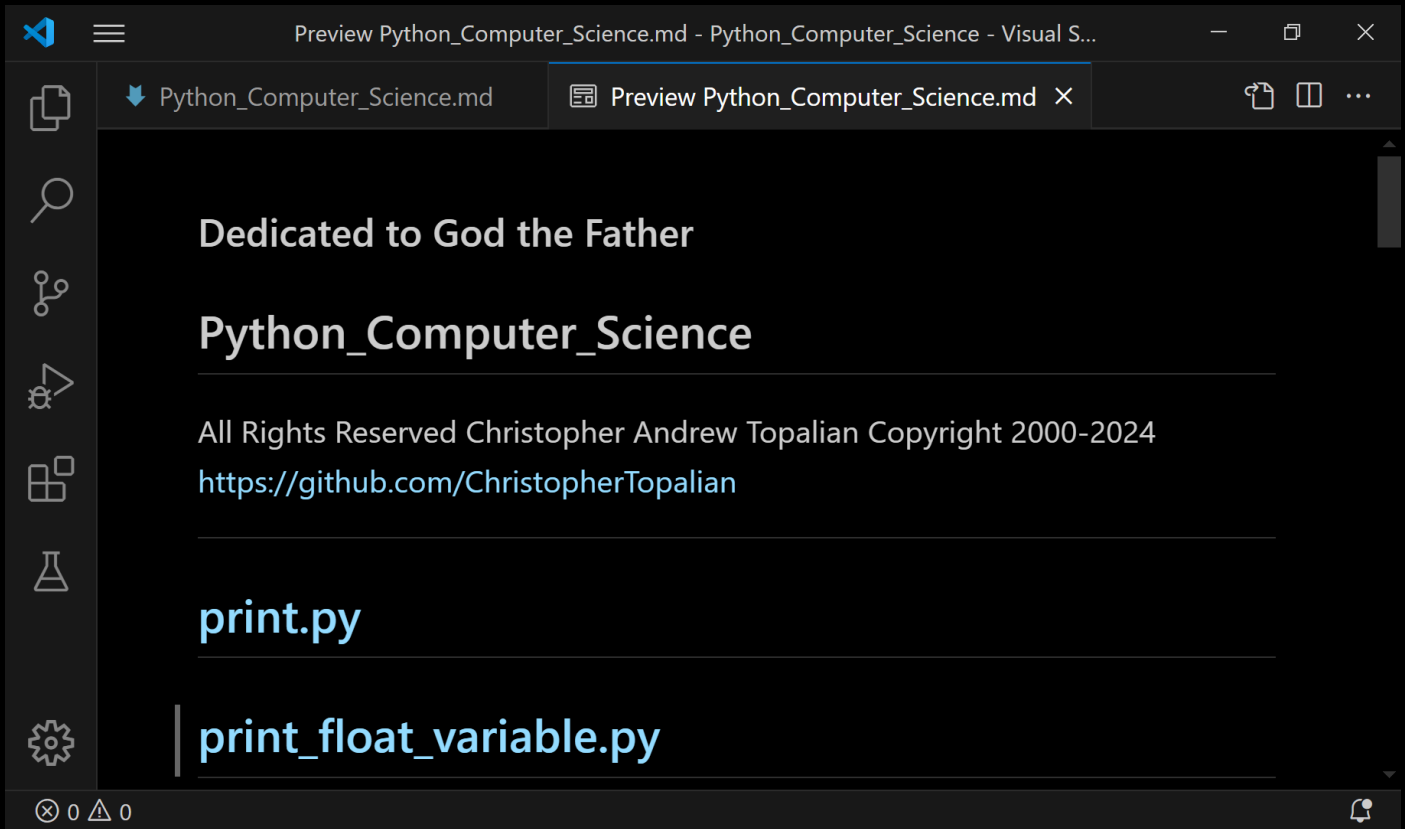 Preview Python_Computer_Science.md - Python_Computer_Science - Visual S...
Python_Computer_Science.md
Preview Python_Computer_Science.md
Dedicated to God the Father
Python_Computer_Science
All Rights Reserved Christopher Andrew Topalian Copyright 2000-2024
https://github.com/ChristopherTopalian
print.py
print_float_variable.py
0 0